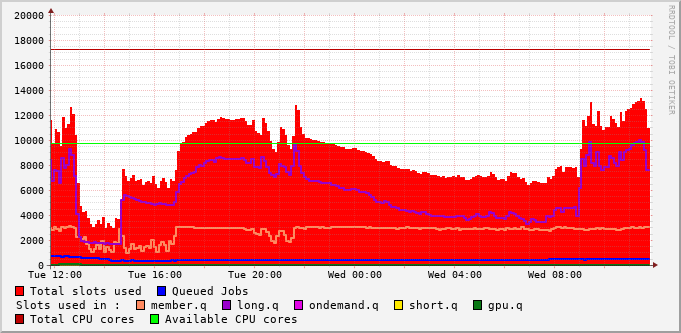 20000
18000
16000
14000
12000
10000
8000
6000
4000
2000
0
Tue 12:00 Tue 16:00 Tue 20:00 Wed 00:00 Wed 04:00 Wed 08:00
Total slots used Queued Jobs
Slots used in : member.q long.q ondemand.q short.q gpu.q
Total CPU cores Available CPU cores
RRDTOOL / TOBI OETIKER